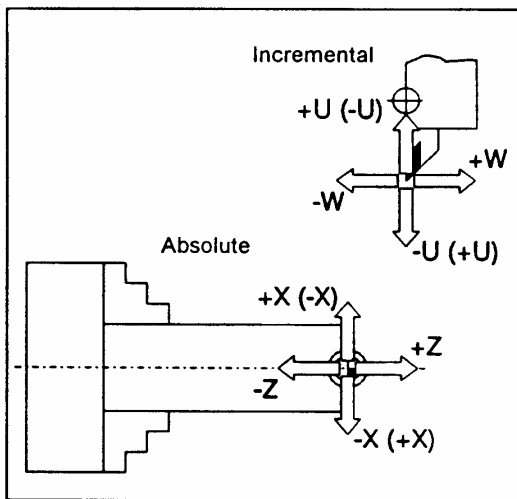 Incremental
+U (-U)
+W
-W
-U (+U)
Absolute
+X (-X)
+Z
-Z
-X (+X)